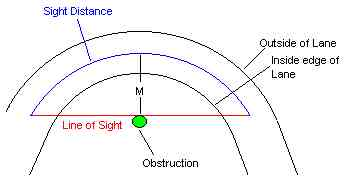 Sight Distance
Outside of Lane
Inside edge of
Lane
M
Line of Sight
Obstruction